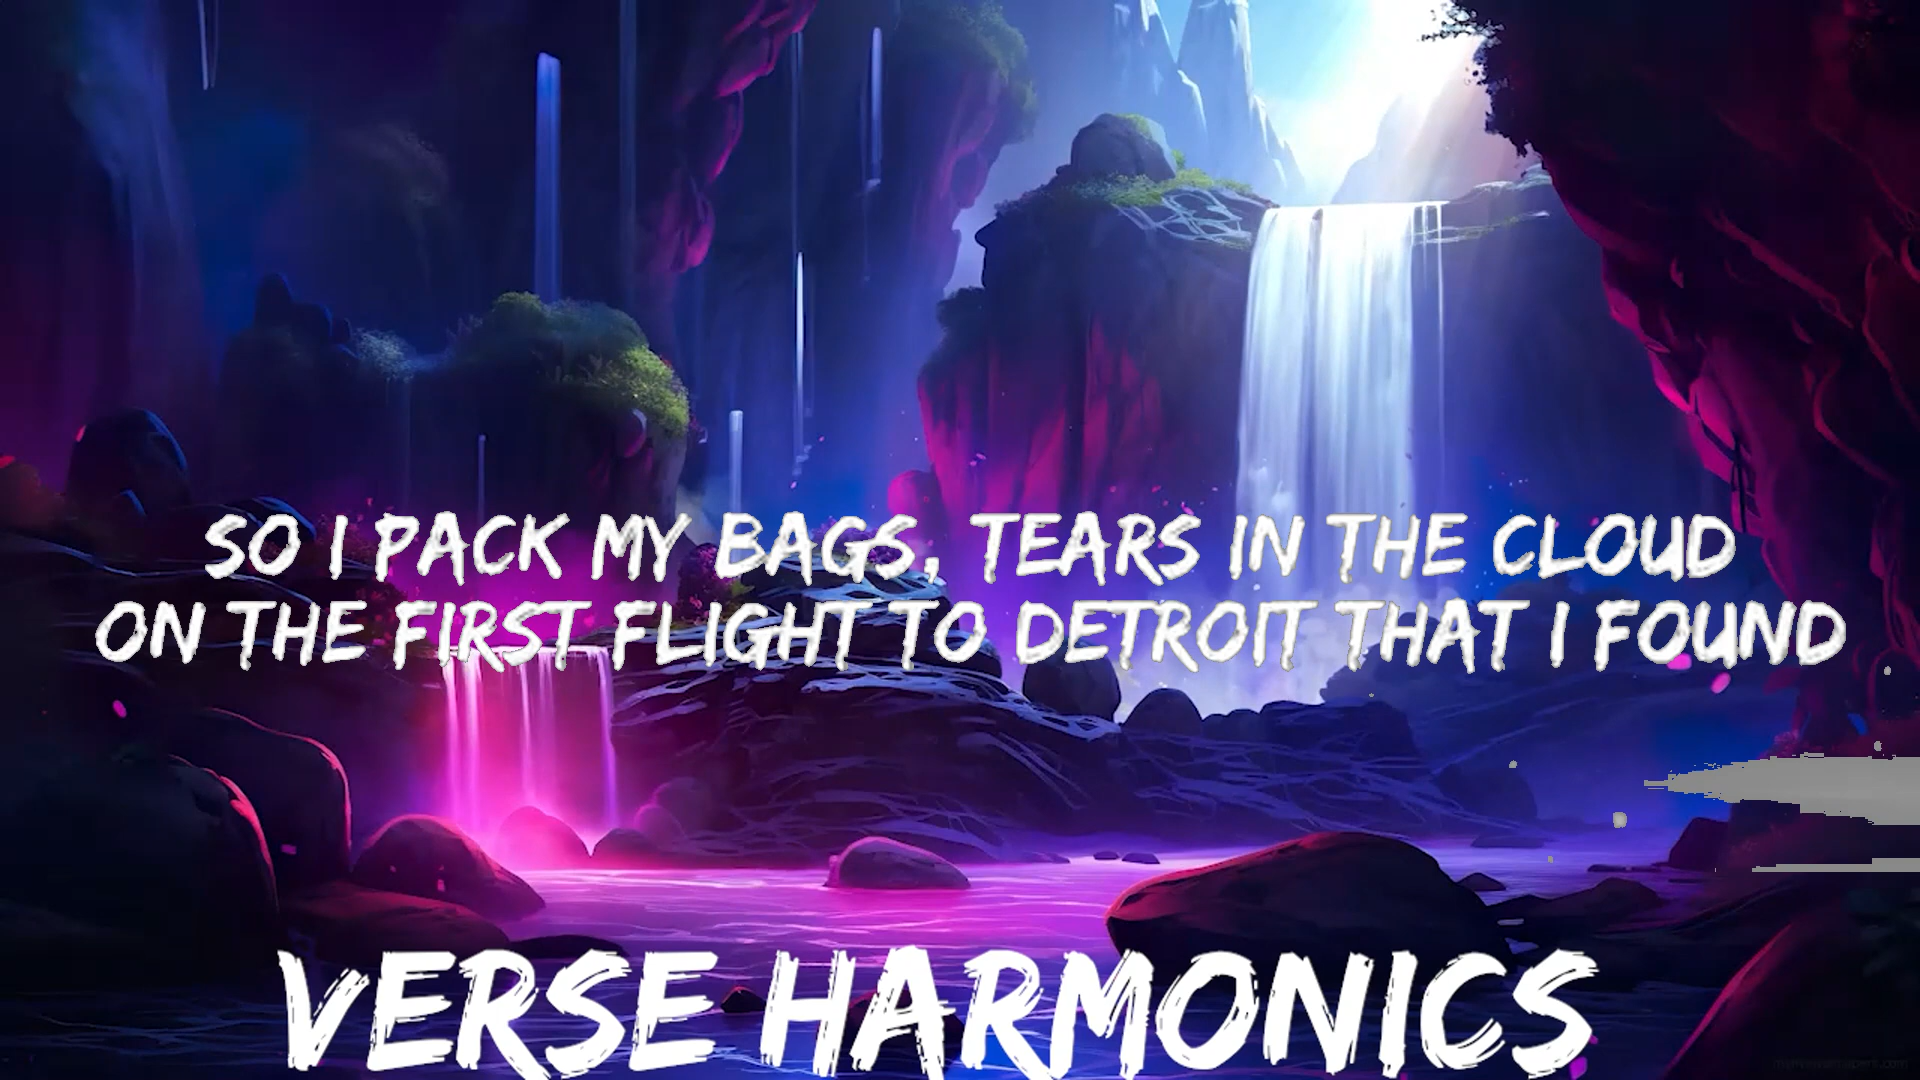 SO I PACK MY BAGS, TEARS IN THE CLOUD
ON THE FIRST FLIGHT TO DETROIT THAT I FOUND
VERSE HARMONICS